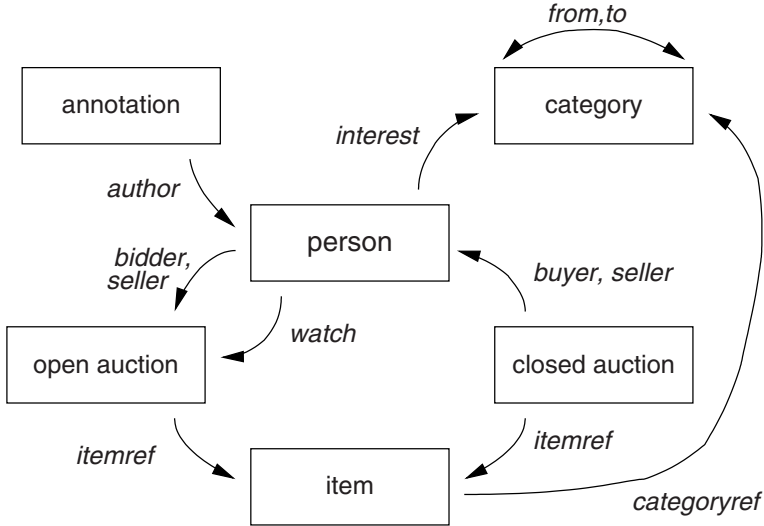 from,to
annotation
category
interest
author
person
bidder,
seller
buyer, seller
watch
open auction
closed auction
itemref
itemref
item
categoryref